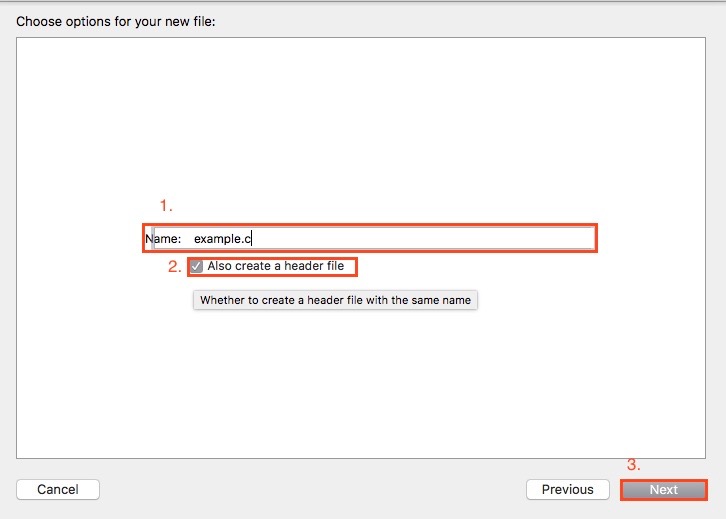 Choose options for your new file:
1.
Name: example.c
2. Also create a header file
Whether to create a header file with the same name
3.
Cancel Previous Next